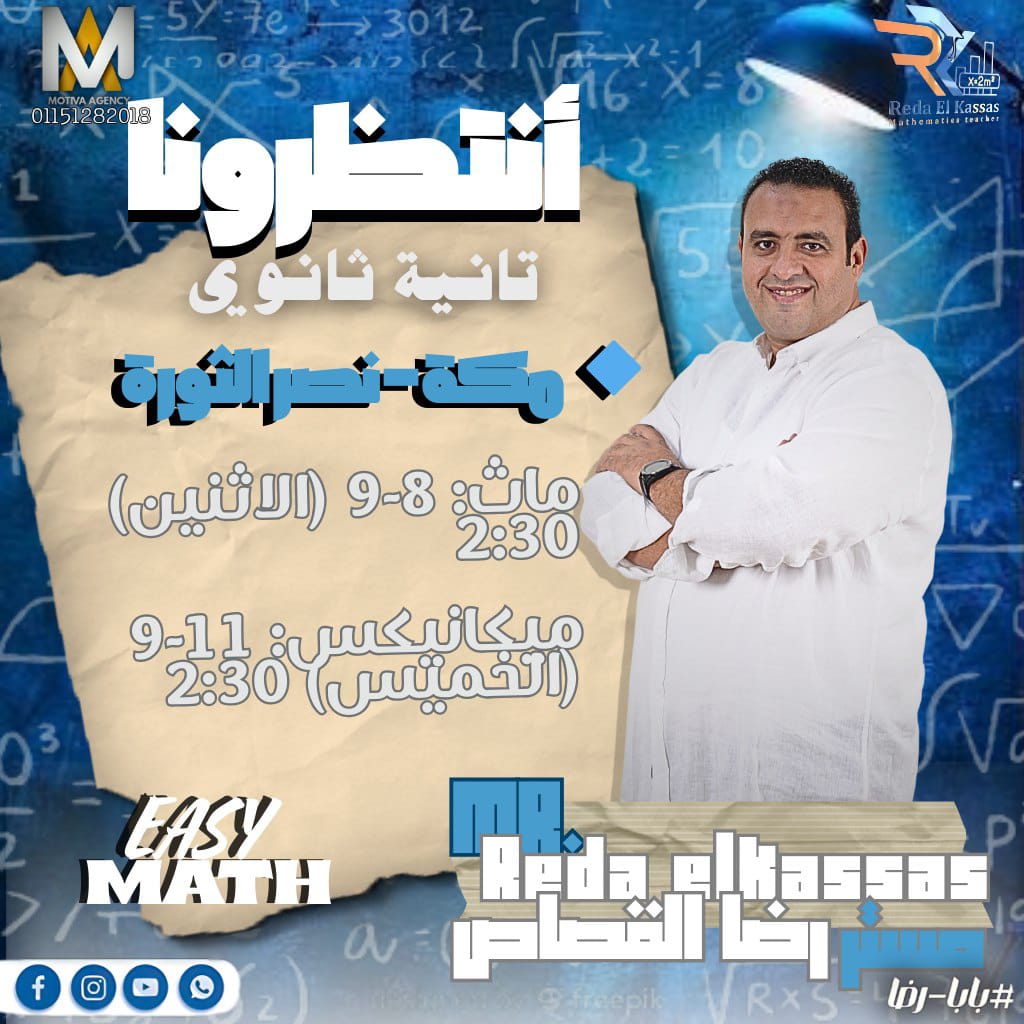 MOTIVA AGENCY
01151282018
Reda El Kassas
Mathematics teacher
X=2m³
أنتظرونا
تانية ثانوي
مكة-نصر الثورة
ماث: 8-9 (الاثنين)
2:30
ميكانيكس: 11-9
(الخميس) 2:30
EASY
MATH
MR.
Reda elkassas
مستر رضا القصاص
#بابا-رضا